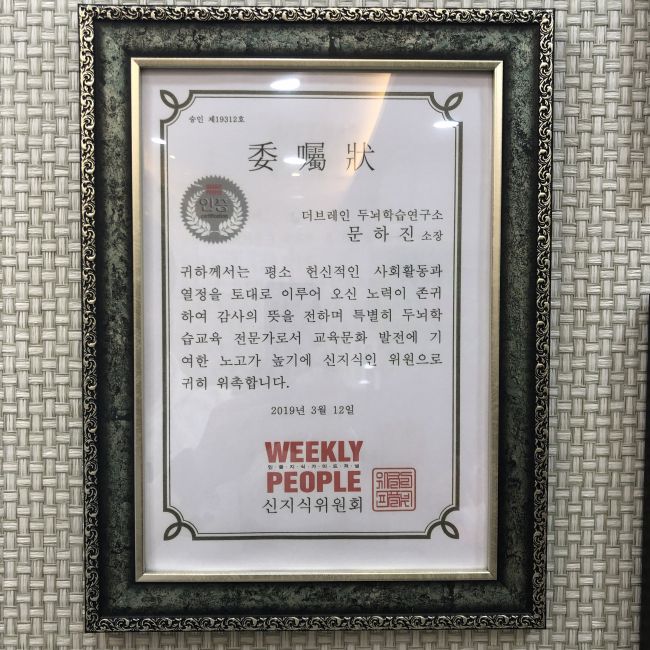 승인 제19312호
委囑狀
인증
더브레인 두뇌학습연구소
문하진 소장
귀하께서는 평소 헌신적인 사회활동과
열정을 토대로 이루어 오신 노력이 존귀
하여 감사의 뜻을 전하며 특별히 두뇌학
습교육 전문가로서 교육문화 발전에 기
여한 노고가 높기에 신지식인 위원으로
귀히 위촉합니다.
2019년 3월 12일
WEEKLY
PEOPLE
신지식위원회